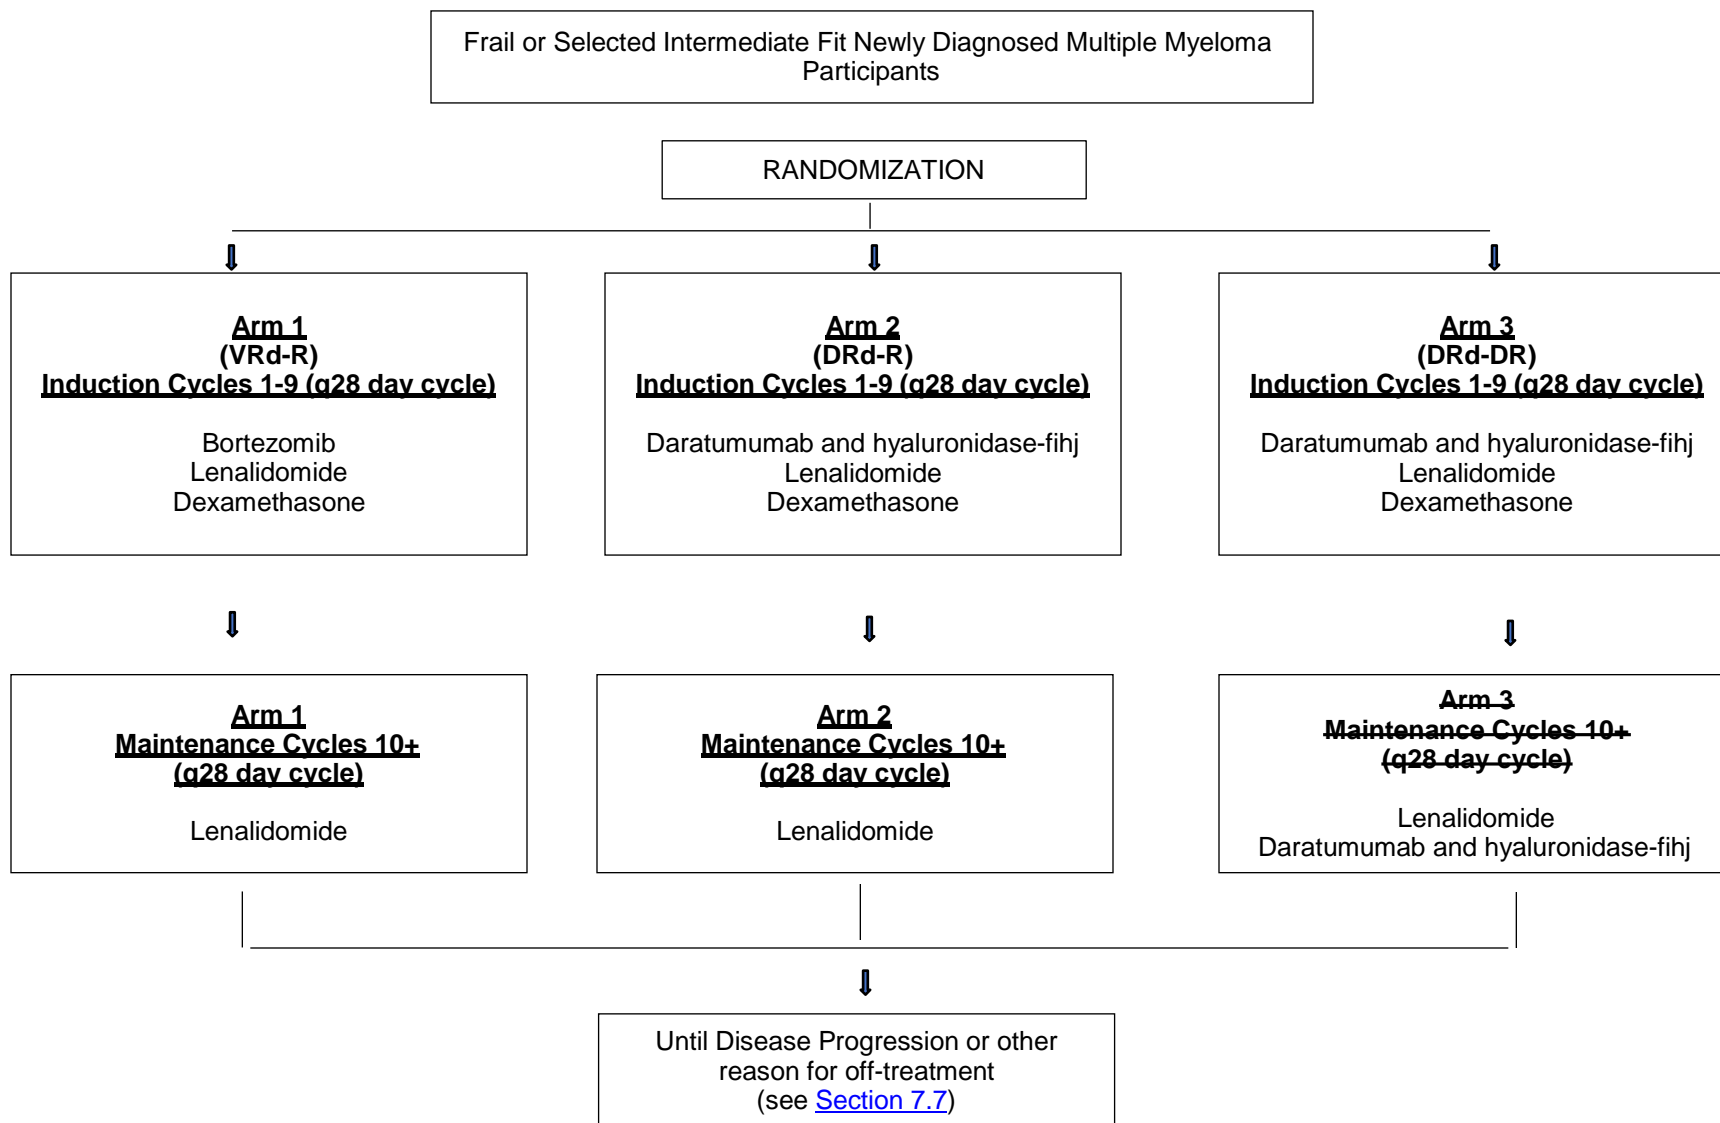 Frail or Selected Intermediate Fit Newly Diagnosed Multiple Myeloma
Participants
RANDOMIZATION
Arm 1
(VRd-R)
Induction Cycles 1-9 (q28 day cycle)
Bortezomib
Lenalidomide
Dexamethasone
Arm 2
(DRd-R)
Induction Cycles 1-9 (q28 day cycle)
Daratumumab and hyaluronidase-fihj
Lenalidomide
Dexamethasone
Arm 3
(DRd-DR)
Induction Cycles 1-9 (q28 day cycle)
Daratumumab and hyaluronidase-fihj
Lenalidomide
Dexamethasone
Arm 1
Maintenance Cycles 10+
(q28 day cycle)
Lenalidomide
Arm 2
Maintenance Cycles 10+
(q28 day cycle)
Lenalidomide
Arm 3
Maintenance Cycles 10+
(q28 day cycle)
Lenalidomide
Daratumumab and hyaluronidase-fihj
Until Disease Progression or other
reason for off-treatment
(see Section 7.7)